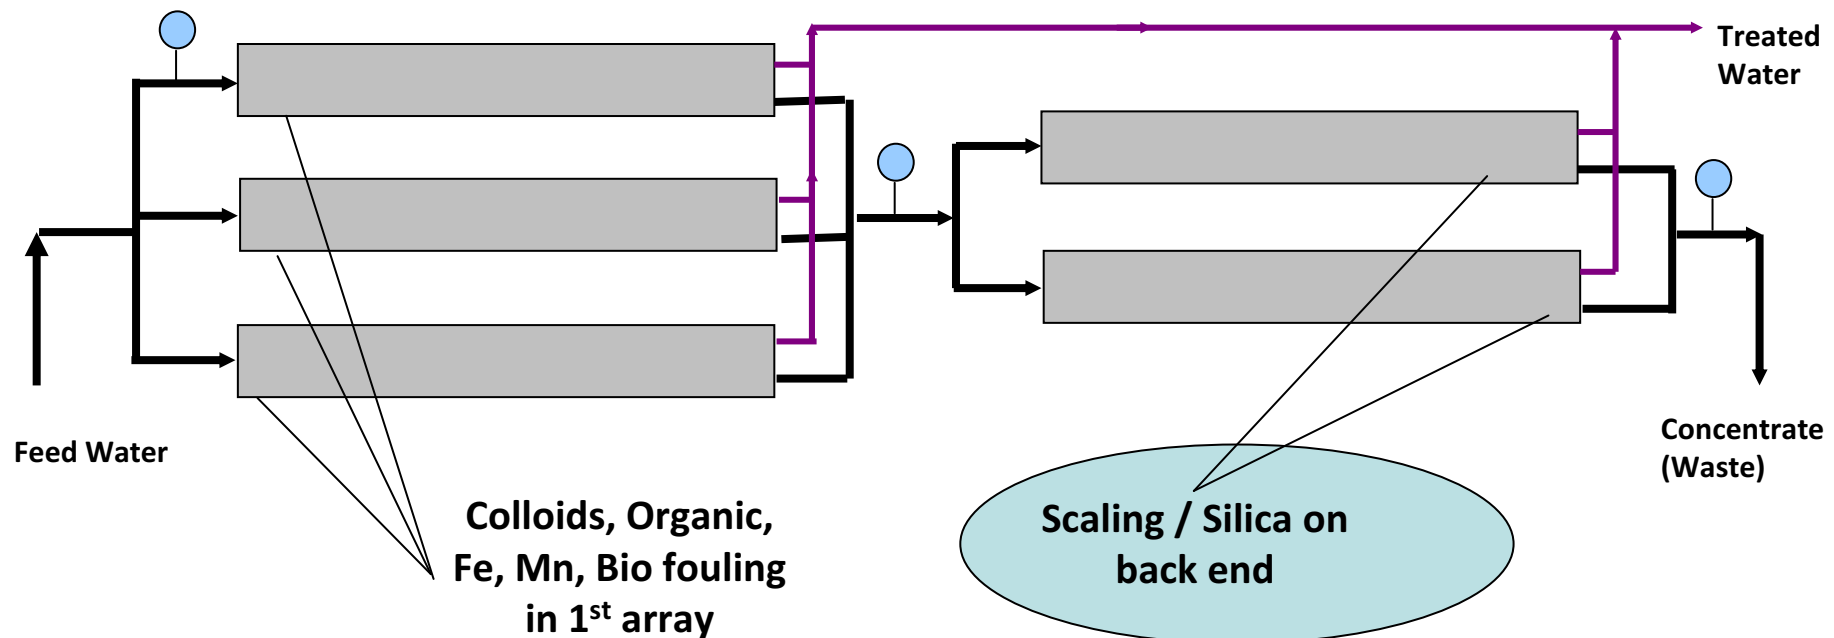 Treated
Water
Feed Water
Concentrate
(Waste)
Colloids, Organic,
Fe, Mn, Bio fouling
in 1st array
Scaling / Silica on
back end